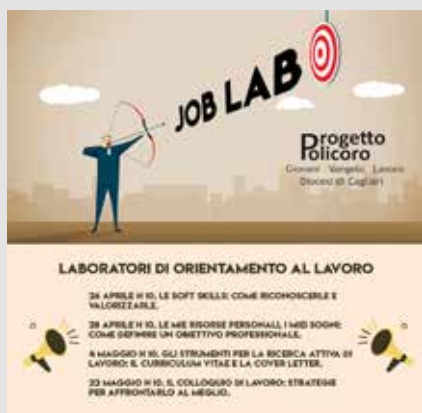 JOB LAB
Progetto
Policoro
Giovani Vangelo Lavoro
Diocesi di Cagliari
LABORATORI DI ORIENTAMENTO AL LAVORO
26 APRILE H 10, LE SOFT SKILLS: COME RICONOSCERLE E
VALORIZZARLE.
28 APRILE H 10, LE MIE RISORSE PERSONALI, I MIEI SOGNI:
COME DEFINIRE UN OBIETTIVO PROFESSIONALE.
4 MAGGIO H 10, GLI STRUMENTI PER LA RICERCA ATTIVA DI
LAVORO: IL CURRICULUM VITAE E LA COVER LETTER.
23 MAGGIO H 10, IL COLLOQUIO DI LAVORO: STRATEGIE
PER AFFRONTARLO AL MEGLIO.